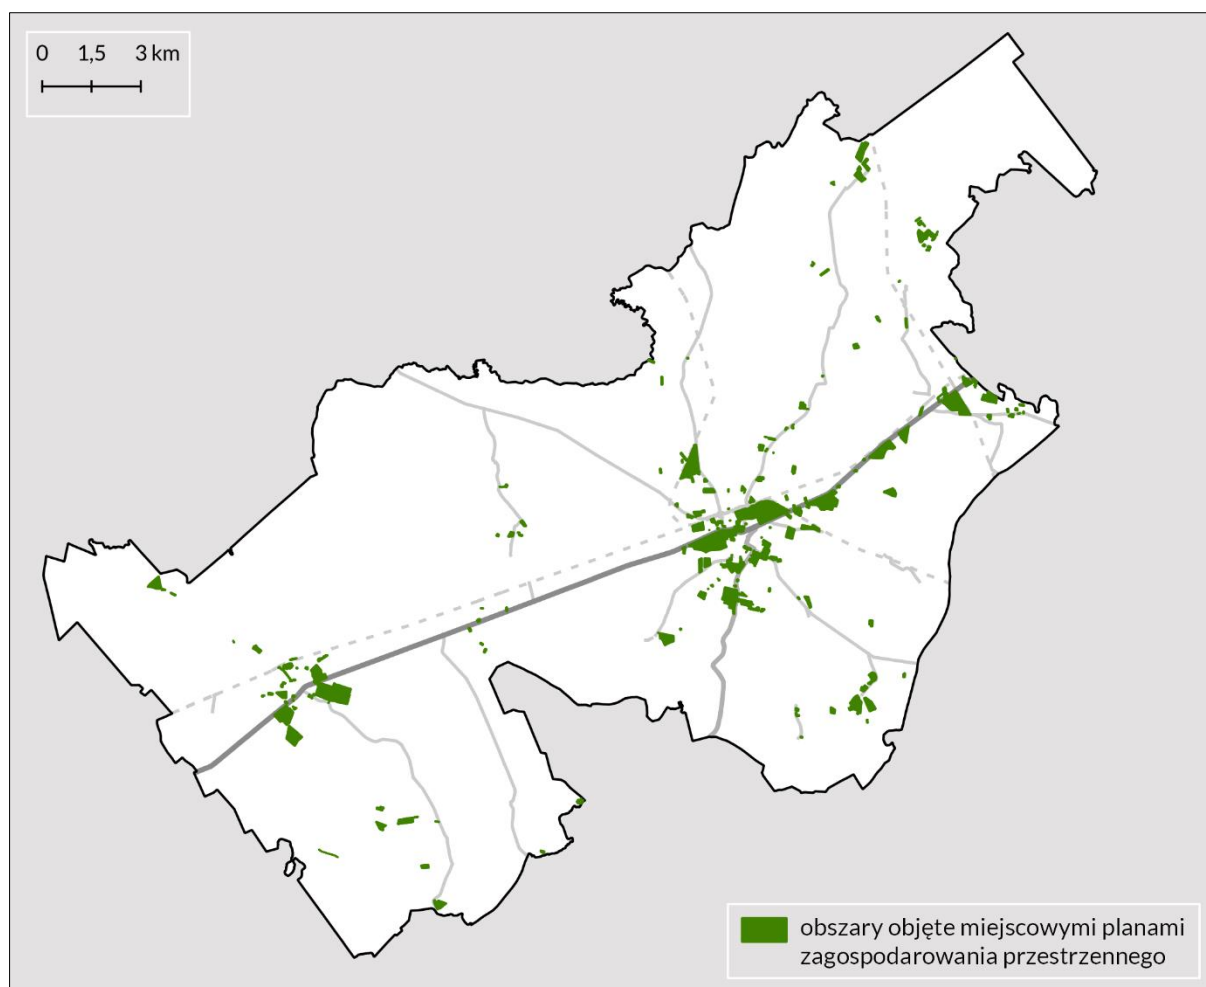 0 1,5 3 km
obszary objęte miejscowymi planami
zagospodarowania przestrzennego